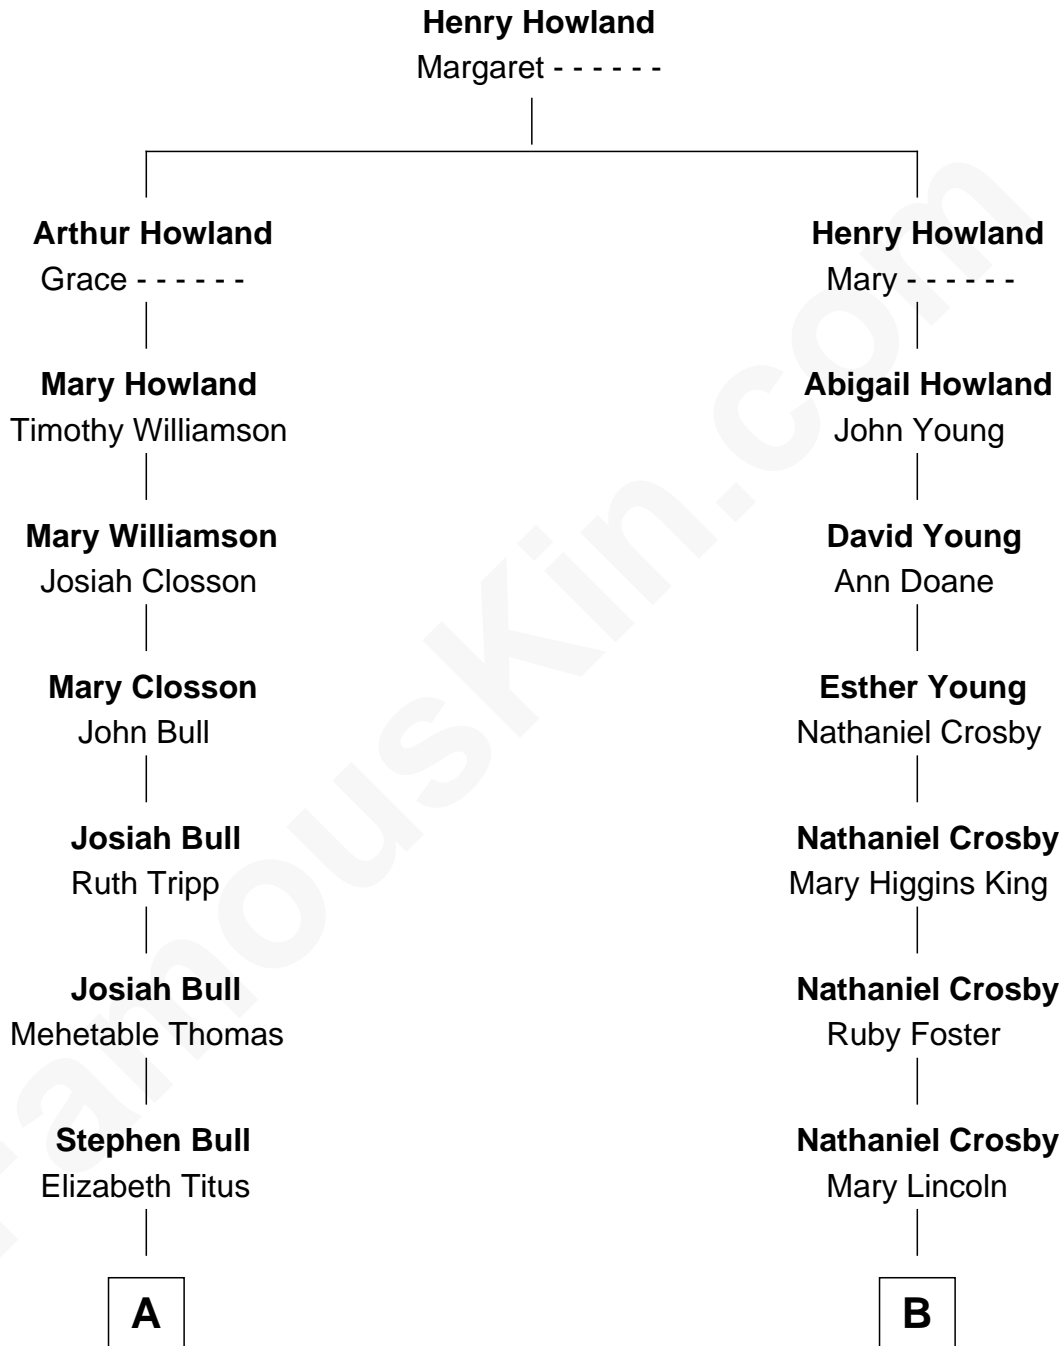 Henry Howland
Margaret - - - - - -
Arthur Howland
Grace - - - - - -
Henry Howland
Mary - - - - - -
Mary Howland
Timothy Williamson
Abigail Howland
John Young
Mary Williamson
Josiah Closson
David Young
Ann Doane
Mary Closson
John Bull
Esther Young
Nathaniel Crosby
Josiah Bull
Ruth Tripp
Nathaniel Crosby
Mary Higgins King
Josiah Bull
Mehetable Thomas
Nathaniel Crosby
Ruby Foster
Stephen Bull
Elizabeth Titus
Nathaniel Crosby
Mary Lincoln
A
B
FamousKin.com